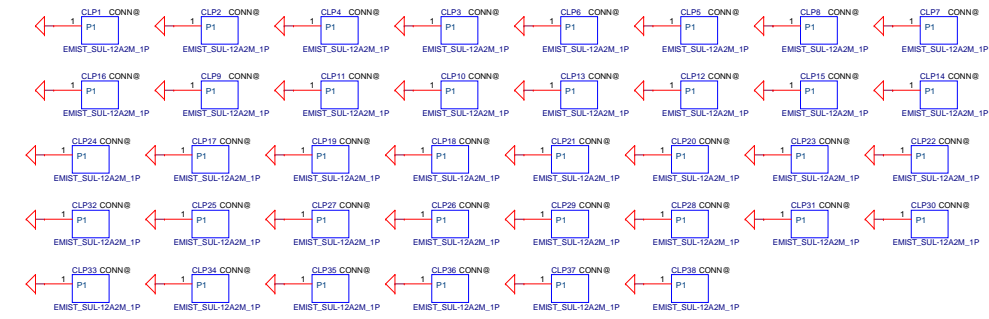 CLP1 CONN@ CLP2 CONN@ CLP4 CONN@ CLP3 CONN@ CLP6 CONN@ CLP5 CONN@ CLP8 CONN@ CLP7 CONN@
1 P1 1 P1 1 P1 1 P1 1 P1 1 P1 1 P1 1 P1
EMIST_SUL-12A2M_1P EMIST_SUL-12A2M_1P EMIST_SUL-12A2M_1P EMIST_SUL-12A2M_1P EMIST_SUL-12A2M_1P EMIST_SUL-12A2M_1P EMIST_SUL-12A2M_1P EMIST_SUL-12A2M_1P
CLP16 CONN@ CLP9 CONN@ CLP11 CONN@ CLP10 CONN@ CLP13 CONN@ CLP12 CONN@ CLP15 CONN@ CLP14 CONN@
1 P1 1 P1 1 P1 1 P1 1 P1 1 P1 1 P1 1 P1
EMIST_SUL-12A2M_1P EMIST_SUL-12A2M_1P EMIST_SUL-12A2M_1P EMIST_SUL-12A2M_1P EMIST_SUL-12A2M_1P EMIST_SUL-12A2M_1P EMIST_SUL-12A2M_1P EMIST_SUL-12A2M_1P
CLP24 CONN@ CLP17 CONN@ CLP19 CONN@ CLP18 CONN@ CLP21 CONN@ CLP20 CONN@ CLP23 CONN@ CLP22 CONN@
1 P1 1 P1 1 P1 1 P1 1 P1 1 P1 1 P1 1 P1
EMIST_SUL-12A2M_1P EMIST_SUL-12A2M_1P EMIST_SUL-12A2M_1P EMIST_SUL-12A2M_1P EMIST_SUL-12A2M_1P EMIST_SUL-12A2M_1P EMIST_SUL-12A2M_1P EMIST_SUL-12A2M_1P
CLP32 CONN@ CLP25 CONN@ CLP27 CONN@ CLP26 CONN@ CLP29 CONN@ CLP28 CONN@ CLP31 CONN@ CLP30 CONN@
1 P1 1 P1 1 P1 1 P1 1 P1 1 P1 1 P1 1 P1
EMIST_SUL-12A2M_1P EMIST_SUL-12A2M_1P EMIST_SUL-12A2M_1P EMIST_SUL-12A2M_1P EMIST_SUL-12A2M_1P EMIST_SUL-12A2M_1P EMIST_SUL-12A2M_1P EMIST_SUL-12A2M_1P
CLP33 CONN@ CLP34 CONN@ CLP35 CONN@ CLP36 CONN@ CLP37 CONN@ CLP38 CONN@
1 P1 1 P1 1 P1 1 P1 1 P1 1 P1
EMIST_SUL-12A2M_1P EMIST_SUL-12A2M_1P EMIST_SUL-12A2M_1P EMIST_SUL-12A2M_1P EMIST_SUL-12A2M_1P EMIST_SUL-12A2M_1P